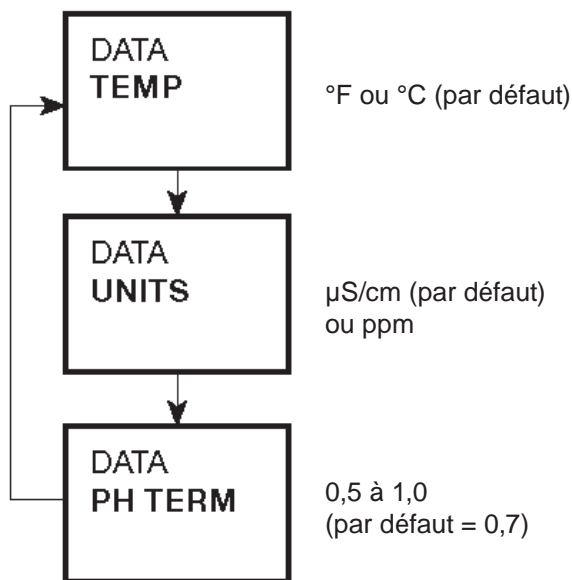 DATA
TEMP
°F ou °C (par défaut)
DATA
UNITS
µS/cm (par défaut)
ou ppm
DATA
PH TERM
0,5 à 1,0
(par défaut = 0,7)